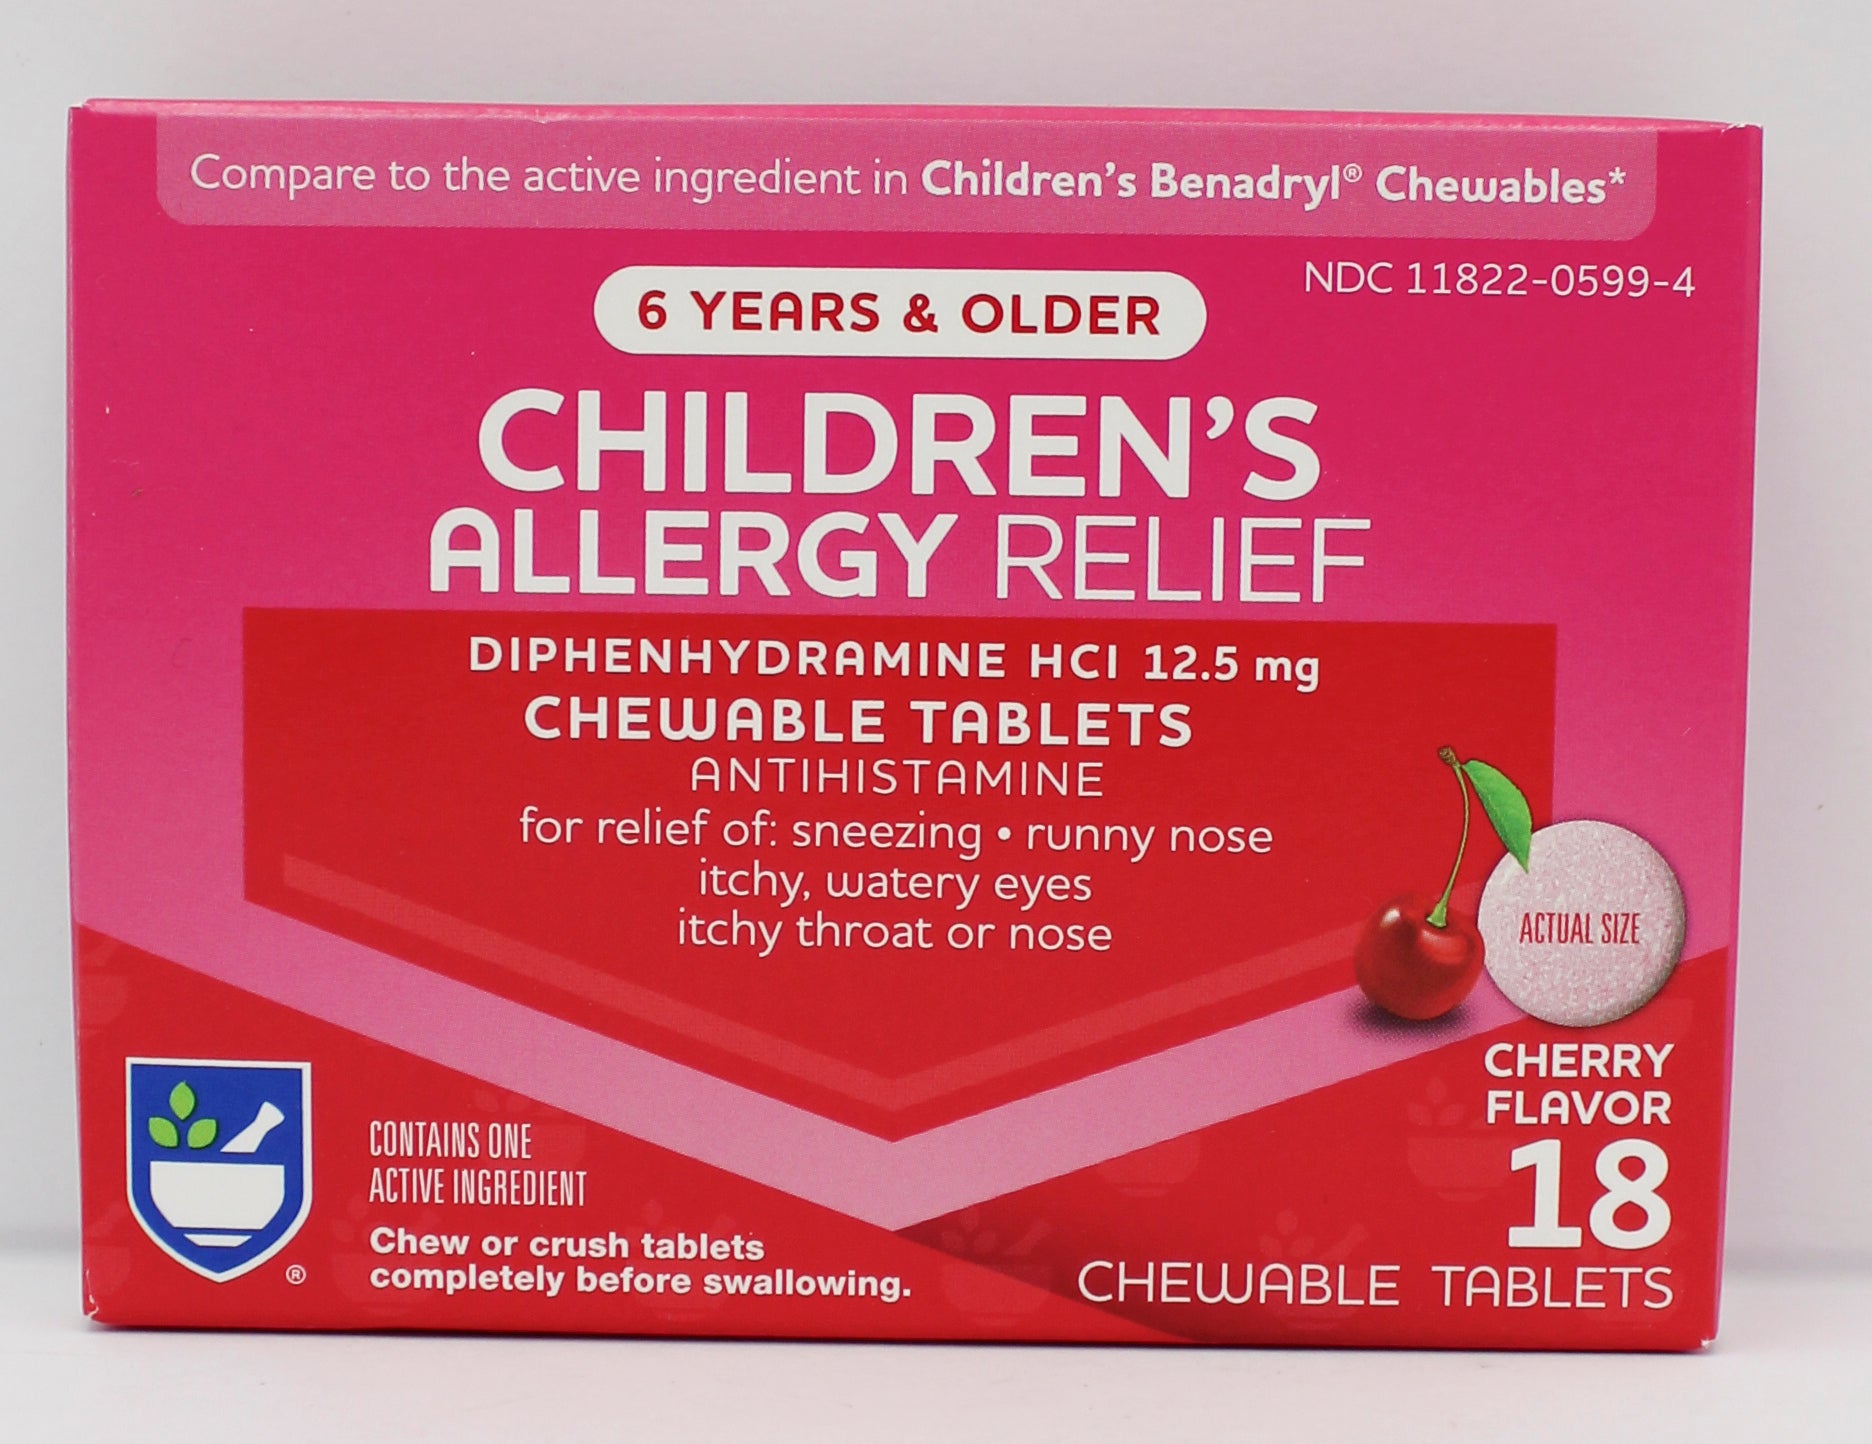 Compare to the active ingredient in Children's Benadryl® Chewables*
NDC 11822-0599-4
6 YEARS & OLDER
CHILDREN'S
ALLERGY RELIEF
DIPHENHYDRAMINE HCl 12.5 mg
CHEWABLE TABLETS
ANTIHISTAMINE
for relief of: sneezing • runny nose
itchy, watery eyes
itchy throat or nose
ACTUAL SIZE
CHERRY
FLAVOR
18
CHEWABLE TABLETS
CONTAINS ONE
ACTIVE INGREDIENT
Chew or crush tablets
completely before swallowing.
®